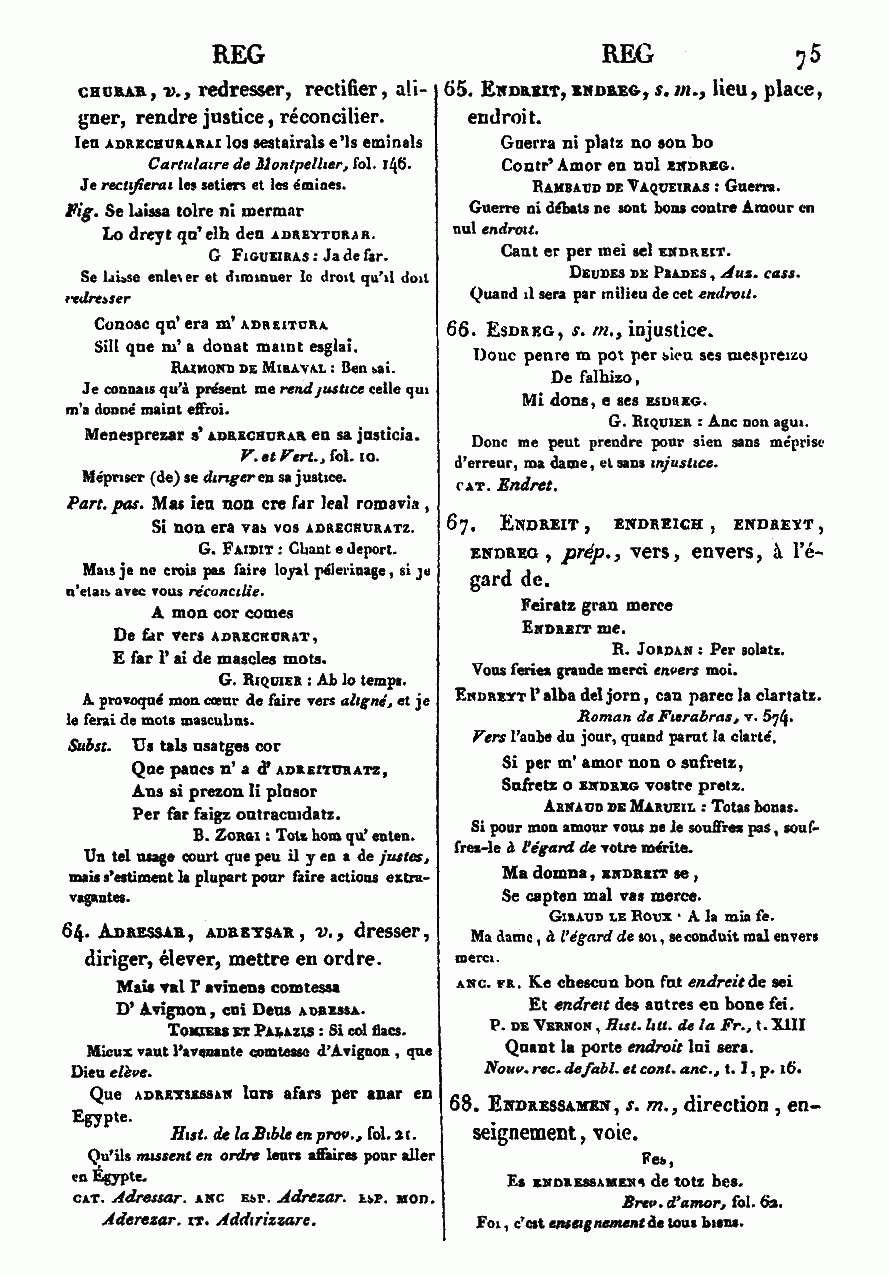 REG
REG 75
CHURAR, v., redresser, rectifier, ali-
gner, rendre justice, réconcilier.
Ieu ADRECHURARAI los sestairals e'ls eminals
Cartulaire de Montpellier, fol. 146.
Je rectifierai les setiers et les émines.
Fig. Se laissa tolre ni mermar
Lo dreyt qu'elh deu ADREYTURAR.
G FIGUEIRAS : Ja de far.
Se laisse enlever et diminuer le droit qu'il doit
redresser
Conosc qu'era m'ADREITURA
Sill que m'a donat maint esglai.
RAIMOND DE MIRAVAL : Ben sai.
Je connais qu'à présent me rend justice celle qui
m'a donné maint effroi.
Menesprezar s'ADRECHURAR en sa justicia.
V. et Vert., fol. 10.
Mépriser (de) se diriger en sa justice.
Part. pas. Mas ieu non cre far leal romavia,
Si non era vas vos ADRECHURATZ.
G. FAIDIT : Chant e deport.
Mais je ne crois pas faire loyal pélerinage, si je
n'etais avec vous réconcilie.
A mon cor comes
De far vers ADRECHURAT,
E far l'ai de mascles mots.
G. RIQUIER : Ab lo temps.
A provoqué mon cœur de faire vers aligné, et je
le ferai de mots masculins.
Subst. Us tals usatges cor
Que paucs n'a d'ADREITURATZ,
Ans si prezon li plusor
Per far faigz outracuidatz.
B. ZORGI : Totz hom qu'enten.
Un tel usage court que peu il y en a de justes,
mais s'estiment la plupart pour faire actions extra-
vagantes.
64. ADRESSAR, ADREYSAR, v., dresser,
diriger, élever, mettre en ordre.
Mais val l'avinens comtessa
D'Avignon, cui Deus ADRESSA.
TOMIERS ET PALAZIS : Si col flacs.
Mieux vaut l'avenante comtesse d'Avignon, que
Dieu elève.
Que ADREYSESSAN lurs afars per anar en
Egypte.
Hist. de la Bible en prov., fol. 21.
Qu'ils missent en ordre leurs affaires pour aller
en Égypte.
CAT. Adressar. ANC ESP. Adrezar. ESP. MOD.
Aderezar. IT. Addirizzare.
65. ENDREIT, ENDREG, s. m., lieu, place,
endroit.
Guerra ni platz no son bo
Contr'Amor en nul ENDREG.
RAMBAUD DE VAQUEIRAS : Guerra.
Guerre ni débats ne sont bons contre Amour en
nul endroit.
Cant er per mei sel ENDREIT.
DEUDES DE PRADES, Auz. cass.
Quand il sera par milieu de cet endroit.
66. ESDREG, s. m., injustice.
Donc penre m pot per sieu ses mespreizo
De falhizo,
Mi dons, e ses ESDREG.
G. RIQUIER : Anc non agui.
Donc me peut prendre pour sien sans méprise
d'erreur, ma dame, et sans injustice.
CAT. Endret.
67. ENDREIT, ENDREICH, ENDREYT,
ENDREG, prép., vers, envers, à l'é-
gard de.
Feiratz gran merce
ENDREIT me.
R. JORDAN : Per solatz.
Vous feriez grande merci envers moi.
ENDREYT l'alba del jorn, can parec la clartatz.
Roman de Fierabras, v. 574.
Vers l'aube du jour, quand parut la clarté.
Si per m'amor non o sufretz,
Sufretz o ENDREG vostre pretz.
ARNAUD DE MARUEIL : Totas bonas.
Si pour mon amour vous ne le souffrez pas, souf-
frez-le à l'égard de votre mérite.
Ma domna, ENDREIT se,
Se capten mal vas merce.
GIRAUD LE ROUX · A la mia fe.
Ma dame, à l'égard de soi, se conduit mal envers
merci.
ANC. FR. Ke chescun bon fut endreit de sei
Et endreit des autres en bone fei.
P. DE VERNON, Hist. litt. de la Fr., t. XIII
Quant la porte endroit lui sera.
Nouv. rec. de fabl. et cont. anc., t. I, p. 16.
68. ENDRESSAMEN, s. m., direction, en-
seignement, voie.
Fes,
Es ENDRESSAMENS de totz bes.
Brev. d'amor, fol. 62.
Foi, c'est enseignement de tous biens.